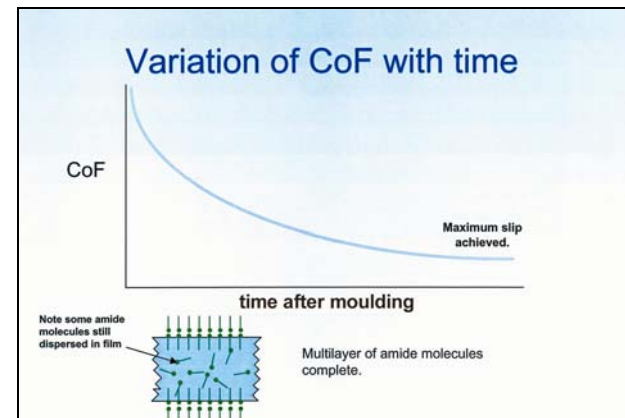 Variation of CoF with time
CoF
Maximum slip
achieved.
time after moulding
Note some amide
molecules still
dispersed in film
Multilayer of amide molecules
complete.